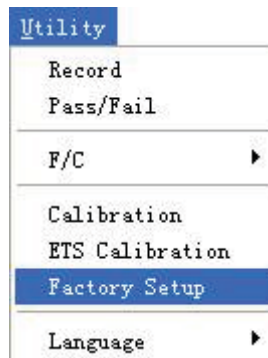 Utility
Record
Pass/Fail
F/C
Calibration
ETS Calibration
Factory Setup
Language